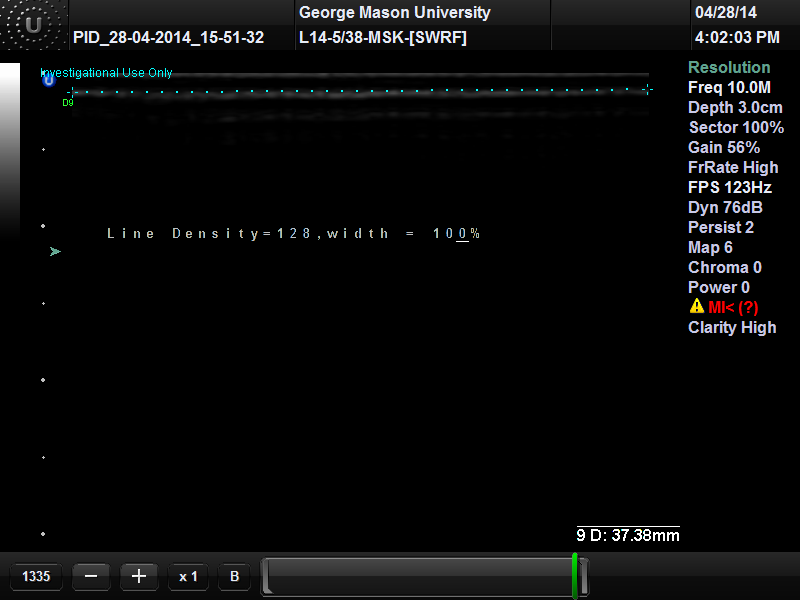 George Mason University
04/28/14
U
PID_28-04-2014_15-51-32
L14-5/38-MSK-[SWRF]
4:02:03 PM
Investigational Use Only
U
D9
Resolution
Freq 10.0M
Depth 3.0cm
Sector 100%
Gain 56%
FrRate High
FPS 123Hz
Dyn 76dB
Persist 2
Map 6
Chroma 0
Power 0
MI< (?)
Clarity High
Line Density=128,width = 100%
9 D: 37.38mm
1335
x 1
B